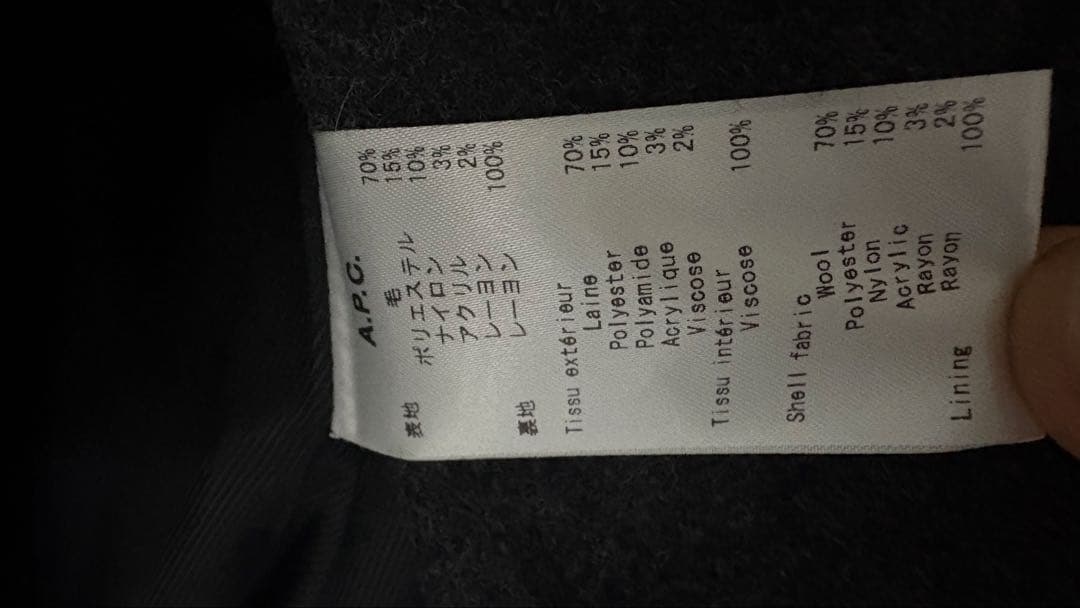 A.P.C.
表地 毛 70%
ポリエステル 15%
ナイロン 10%
アクリル 3%
レーヨン 2%
裏地 レーヨン 100%
Tissu extérieur
Laine 70%
Polyester 15%
Polyamide 10%
Acrylique 3%
Viscose 2%
Tissu intérieur
Viscose 100%
Shell fabric
Wool 70%
Polyester 15%
Nylon 10%
Acrylic 3%
Rayon 2%
Lining Rayon 100%